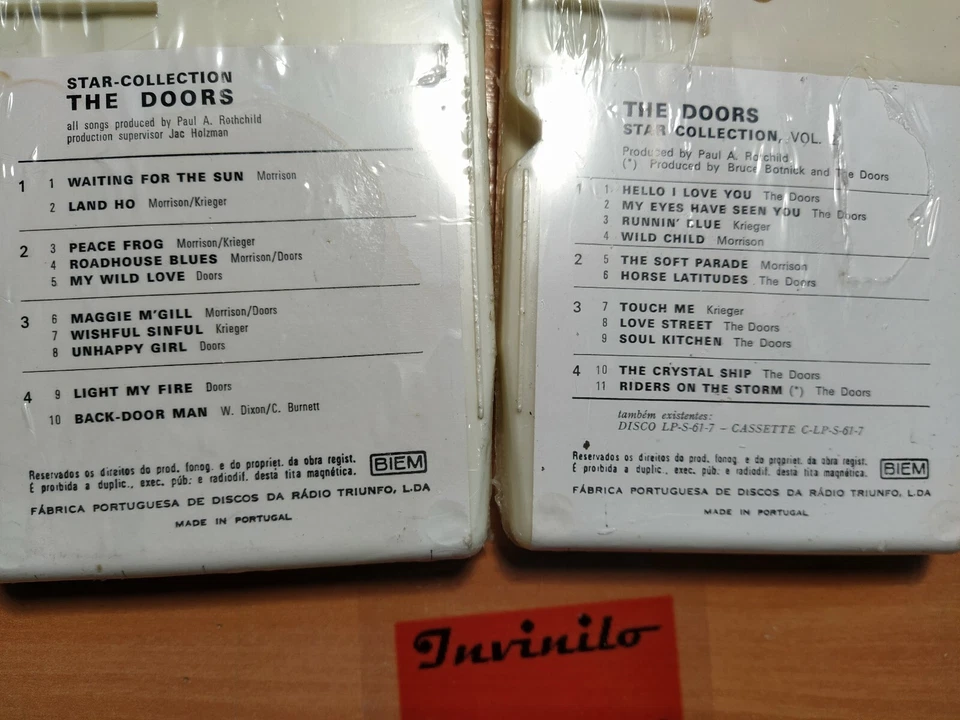 STAR-COLLECTION
THE DOORS
all songs produced by Paul A. Rothchild
production supervisor Jac Holzman
1 1 WAITING FOR THE SUN Morrison
2 LAND HO Morrison/Krieger
2 3 PEACE FROG Morrison/Krieger
4 ROADHOUSE BLUES Morrison/Doors
5 MY WILD LOVE Doors
3 6 MAGGIE M'GILL Morrison/Doors
7 WISHFUL SINFUL Krieger
8 UNHAPPY GIRL Doors
4 9 LIGHT MY FIRE Doors
10 BACK-DOOR MAN W. Dixon/C. Burnett
Reservados os direitos do prod. fonog. e do propriet. da obra regist.
É proibida a duplic., exec. púb. e radiodif. desta fita magnética.
BIEM
FÁBRICA PORTUGUESA DE DISCOS DA RÁDIO TRIUNFO, L.DA
MADE IN PORTUGAL
THE DOORS
STAR COLLECTION, VOL.
Produced by Paul A. Rotchild
(*) Produced by Bruce Botnick and The Doors
1 1 HELLO I LOVE YOU The Doors
2 MY EYES HAVE SEEN YOU The Doors
3 RUNNIN' BLUE Krieger
4 WILD CHILD Morrison
2 5 THE SOFT PARADE Morrison
6 HORSE LATITUDES The Doors
3 7 TOUCH ME Krieger
8 LOVE STREET The Doors
9 SOUL KITCHEN The Doors
4 10 THE CRYSTAL SHIP The Doors
11 RIDERS ON THE STORM (*) The Doors
também existentes:
DISCO LP-S-61-7 – CASSETTE C-LP-S-61-7
Reservados os direitos do prod. fonog. e do propriet. da obra regist.
É proibida a duplic., exec. púb. e radiodif. desta fita magnética.
BIEM
FÁBRICA PORTUGUESA DE DISCOS DA RÁDIO TRIUNFO, L.DA
MADE IN PORTUGAL
Invinilo